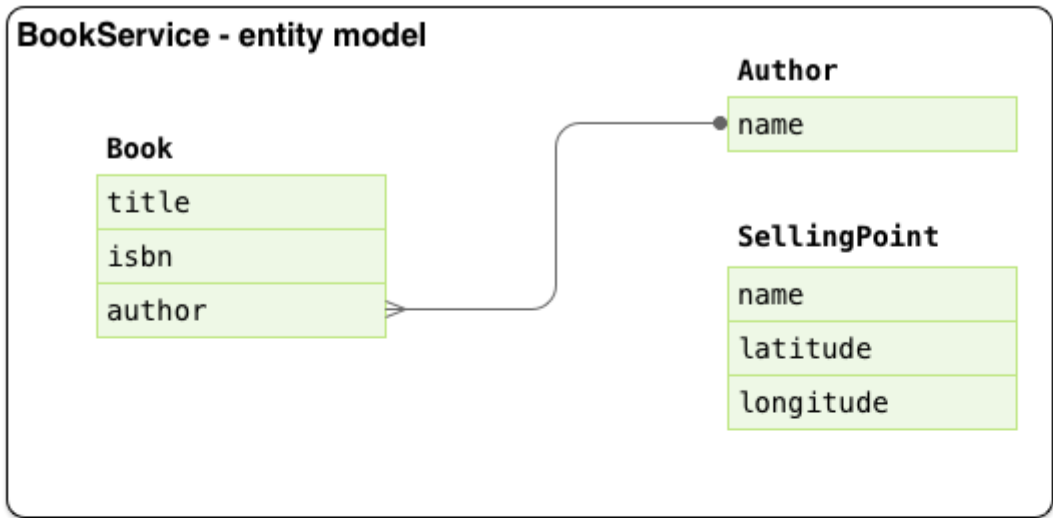 BookService - entity model
Book
title
isbn
author
Author
name
SellingPoint
name
latitude
longitude